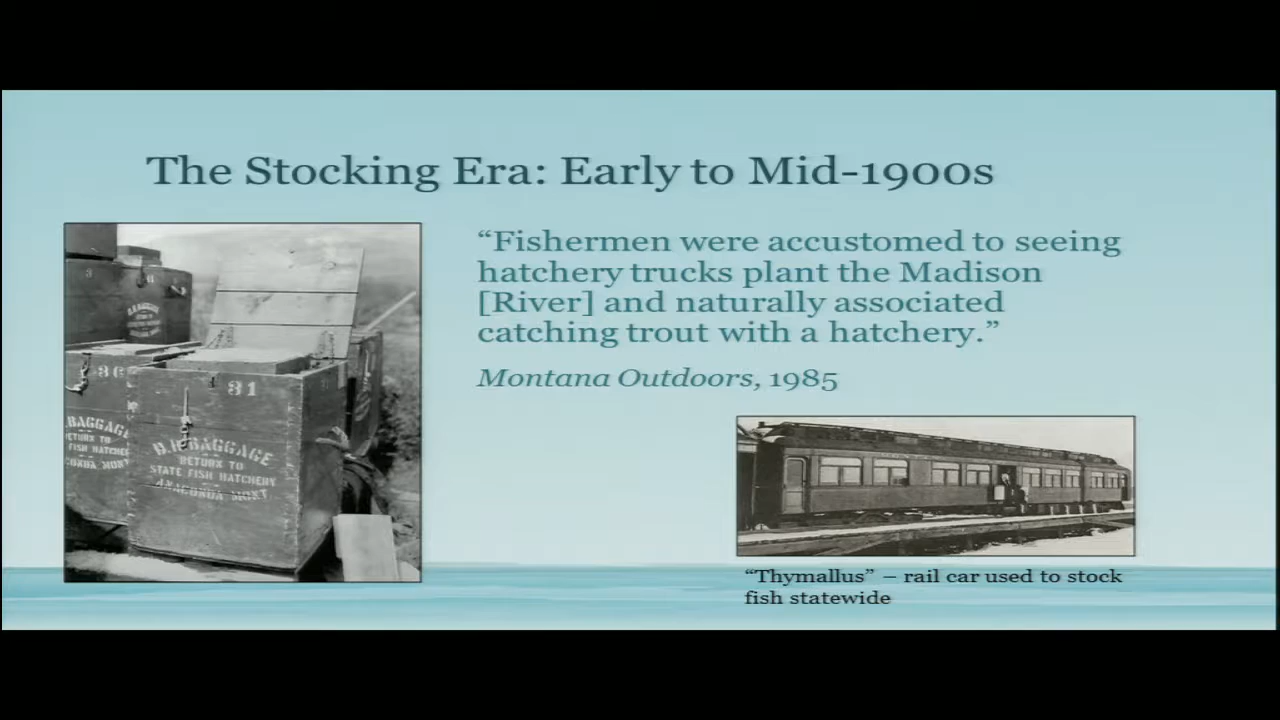 The Stocking Era: Early to Mid-1900s
“Fishermen were accustomed to seeing
hatchery trucks plant the Madison
[River] and naturally associated
catching trout with a hatchery.”
Montana Outdoors, 1985
31
BAGGAGE
RETURN TO
STATE FISH HATCHERY
ANACONDA MONT.
“Thymallus” – rail car used to stock
fish statewide